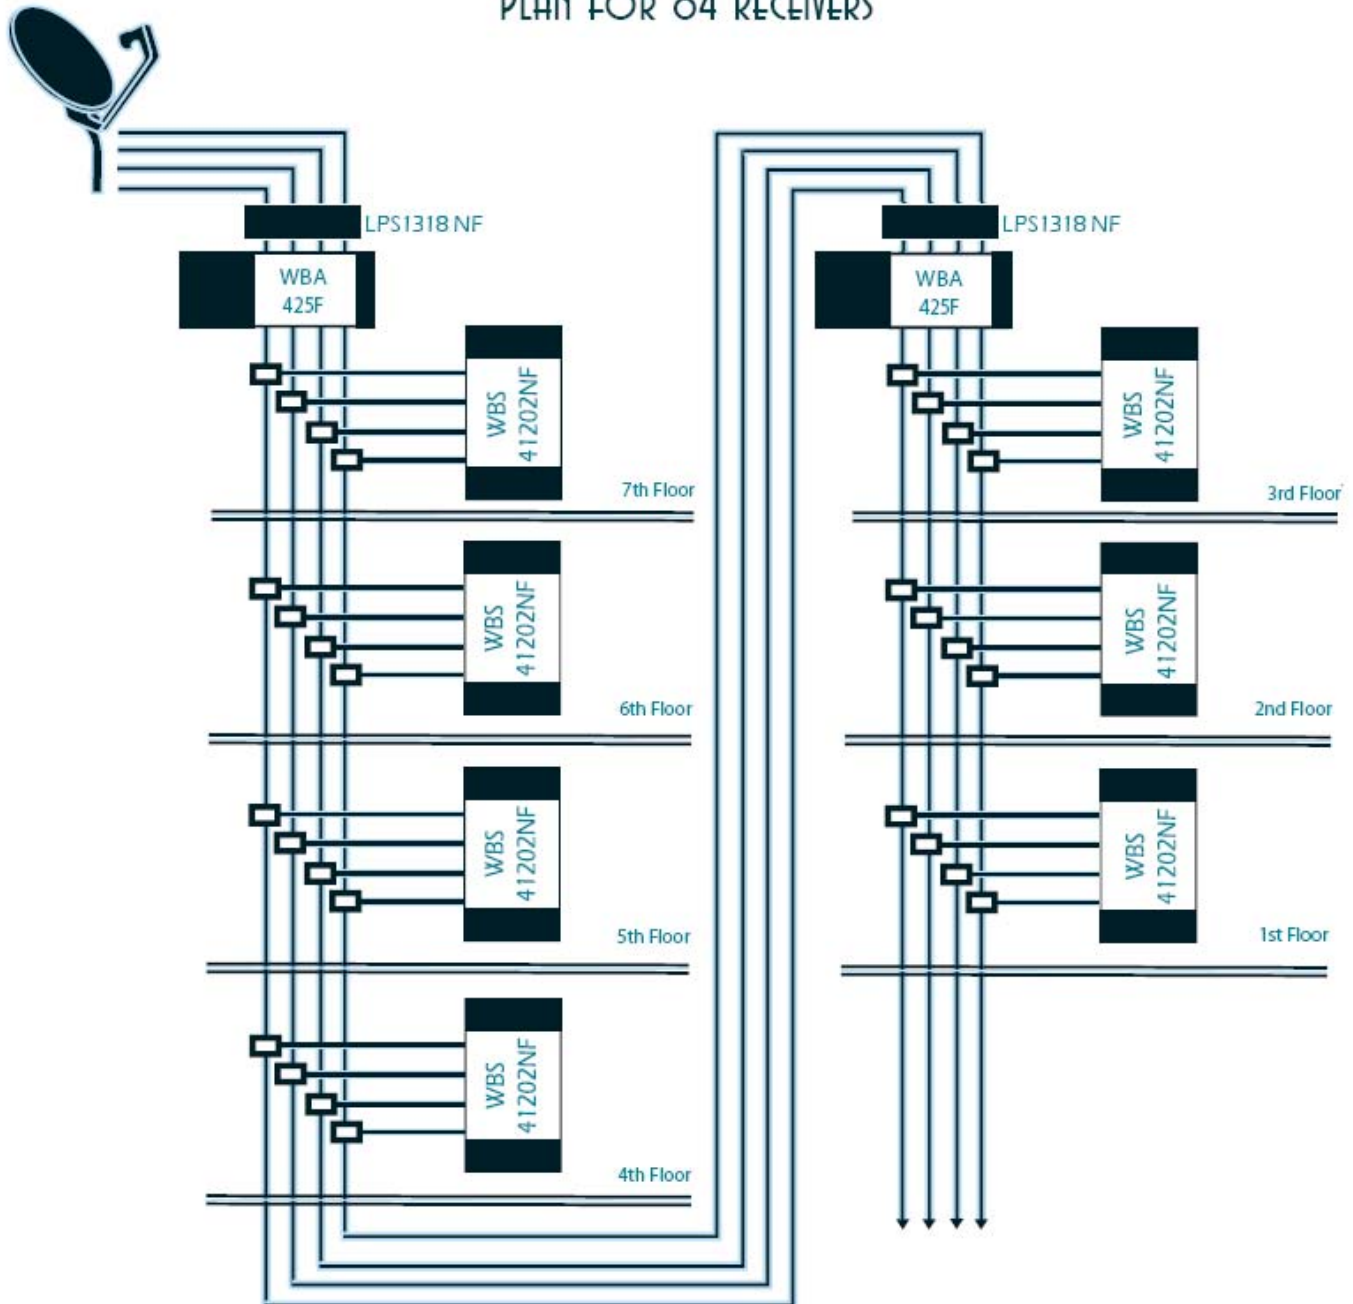 PLAN FOR 84 RECEIVERS
LPS1318 NF
WBA
425F
WBS
41202NF
7th Floor
WBS
41202NF
6th Floor
WBS
41202NF
5th Floor
WBS
41202NF
4th Floor
LPS1318 NF
WBA
425F
WBS
41202NF
3rd Floor
WBS
41202NF
2nd Floor
WBS
41202NF
1st Floor